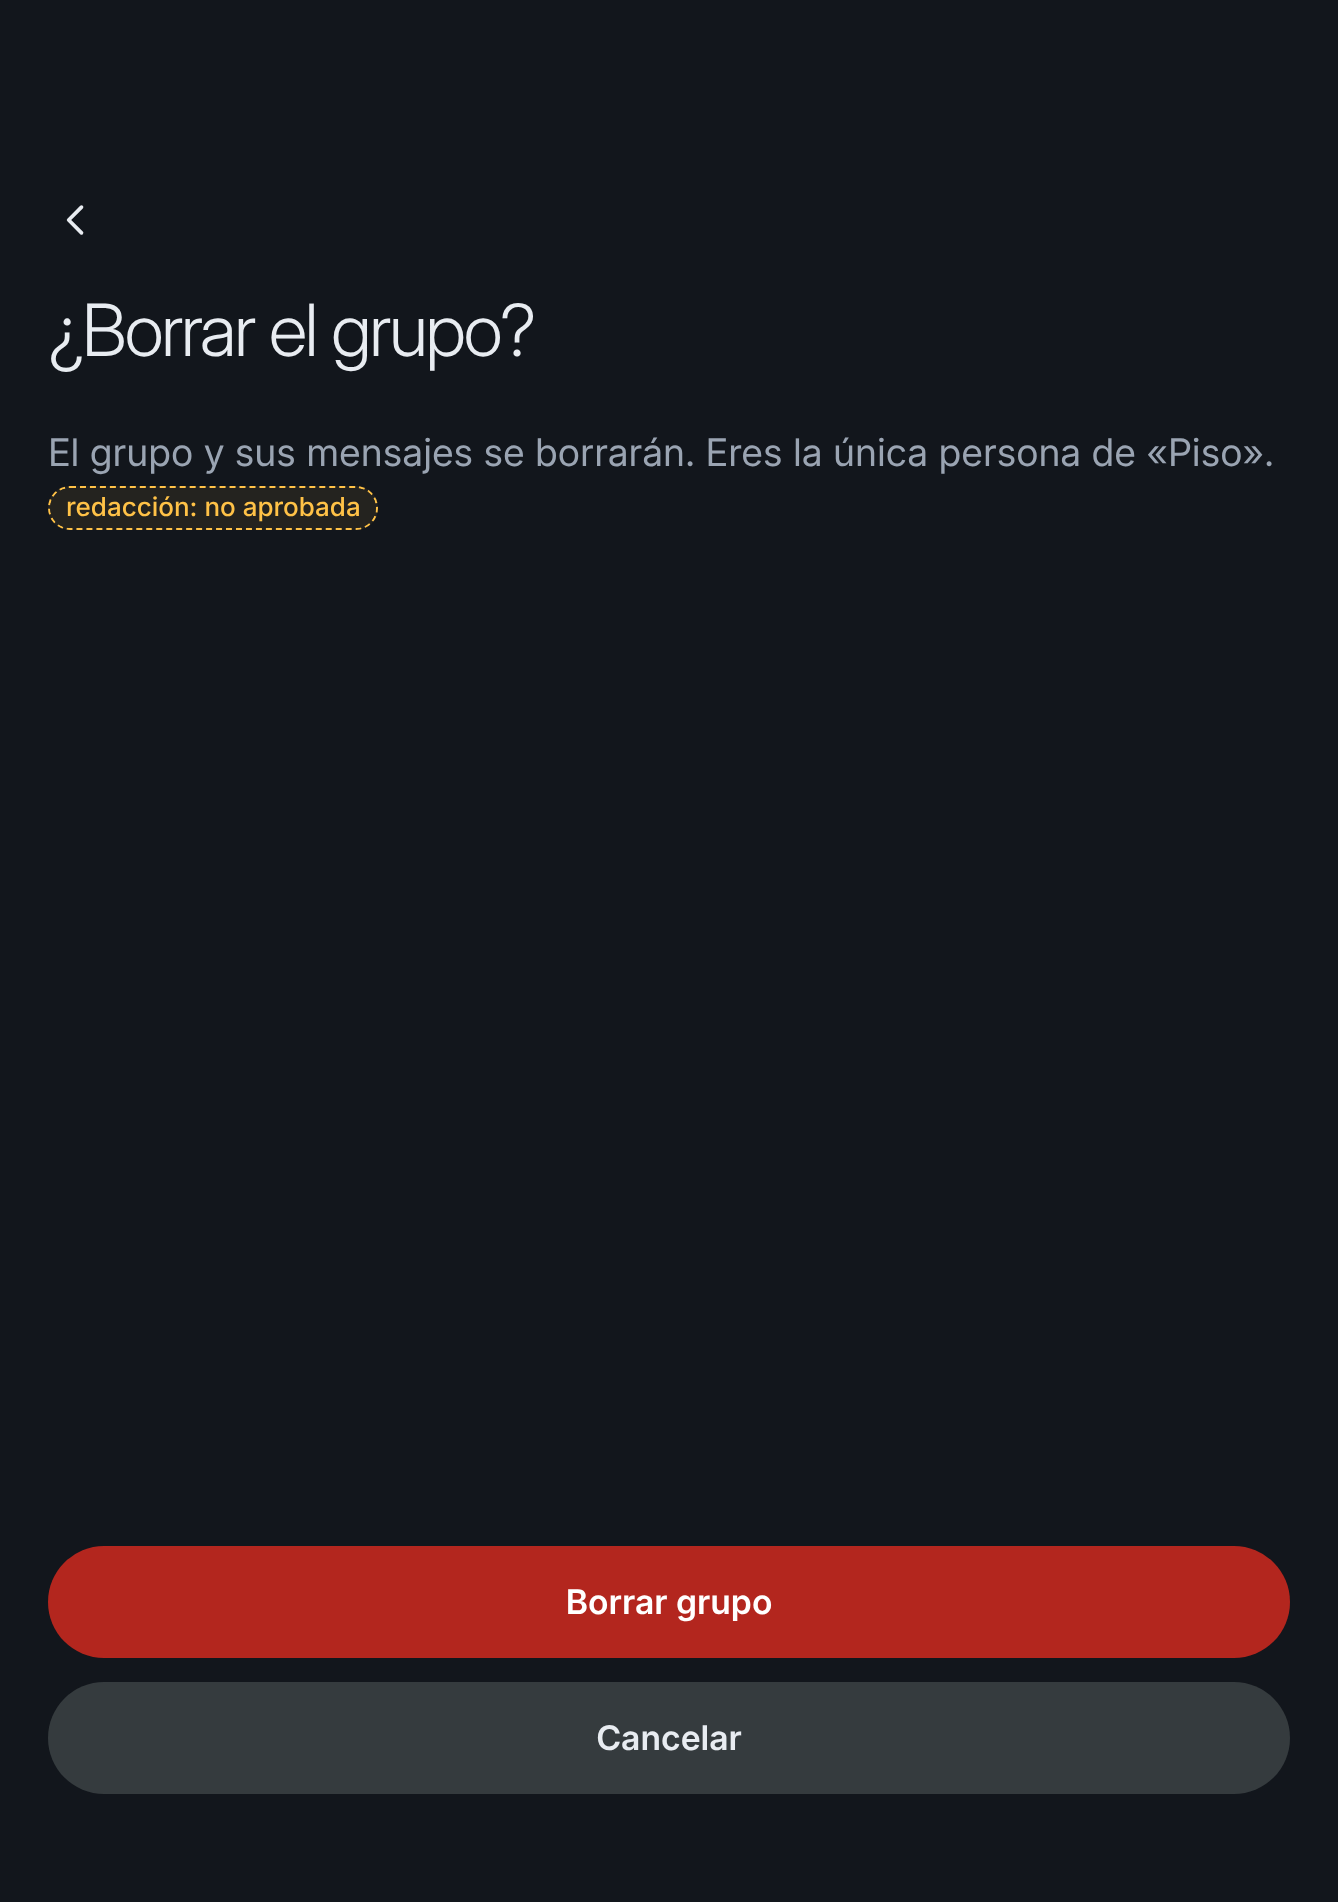 ¿Borrar el grupo?
El grupo y sus mensajes se borrarán. Eres la única persona de «Piso».
redacción: no aprobada
Borrar grupo
Cancelar